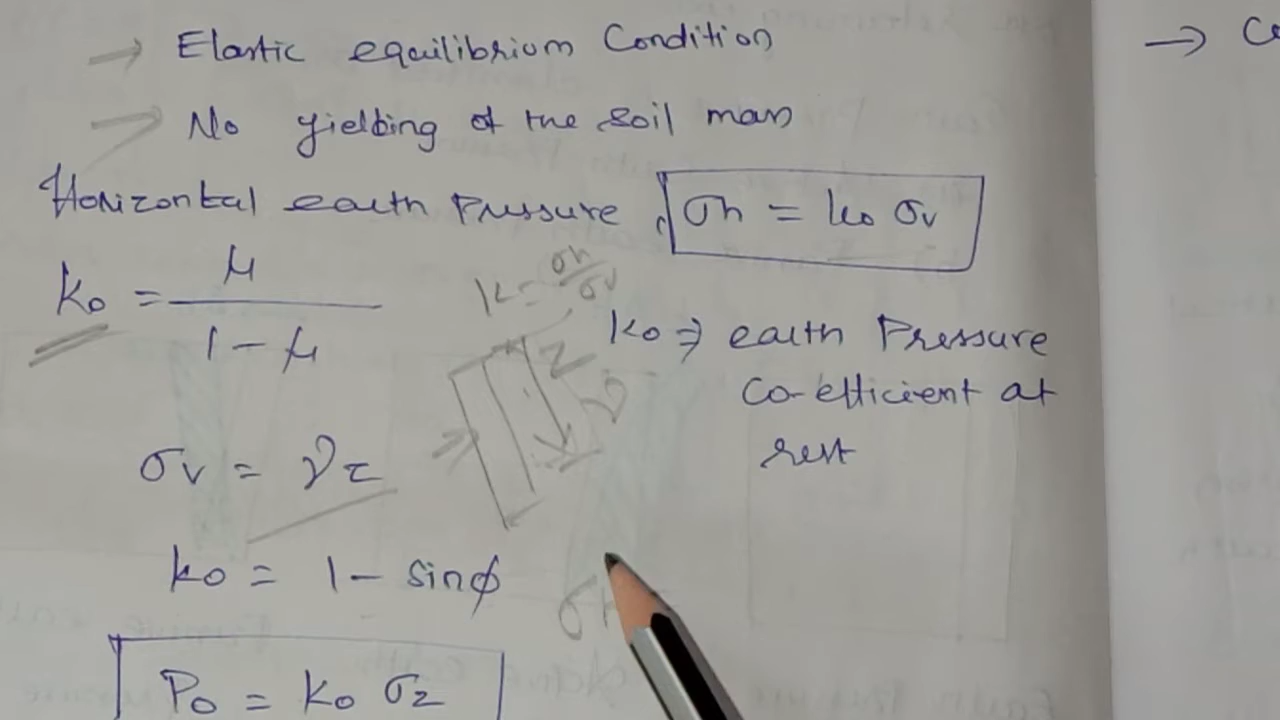 → Elastic equilibrium Condition
→ No yielding of the soil mass
Horizontal earth Pressure, σh = k₀ σv
k₀ = μ / 1 - μ
K = σh/σv
k₀ ⇒ earth Pressure
co-efficient at
rest
z
σv = γz
k₀ = 1 - sinϕ
P₀ = k₀ σz
→